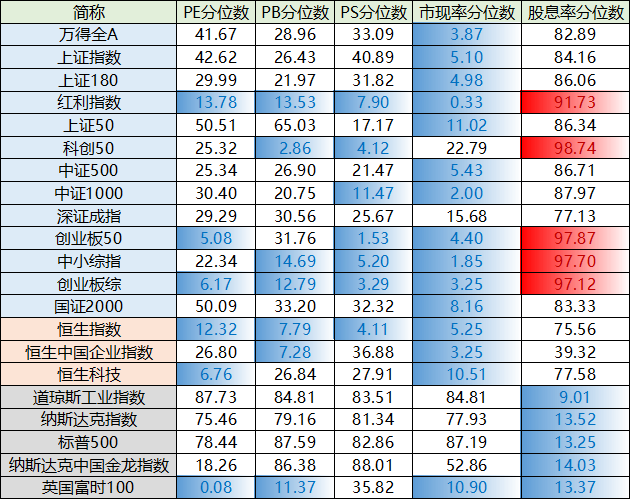 简称 PE分位数 PB分位数 PS分位数 市现率分位数 股息率分位数
万得全A 41.67 28.96 33.09 3.87 82.89
上证指数 42.62 26.43 40.89 5.10 84.16
上证180 29.99 21.97 31.82 4.98 86.06
红利指数 13.78 13.53 7.90 0.33 91.73
上证50 50.51 65.03 17.17 11.02 86.34
科创50 25.32 2.86 4.12 22.79 98.74
中证500 25.34 26.90 21.47 5.43 86.71
中证1000 30.40 20.75 11.47 2.00 87.97
深证成指 29.29 30.56 25.67 15.68 77.13
创业板50 5.08 31.76 1.53 4.40 97.87
中小综指 22.34 14.69 5.20 1.85 97.70
创业板综 6.17 12.79 3.29 3.25 97.12
国证2000 50.09 33.20 32.32 8.16 83.33
恒生指数 12.32 7.79 4.11 5.25 75.56
恒生中国企业指数 26.80 7.28 36.88 3.25 39.32
恒生科技 6.76 26.84 27.91 10.51 77.58
道琼斯工业指数 87.73 84.81 83.51 84.81 9.01
纳斯达克指数 75.46 79.16 81.34 77.93 13.52
标普500 78.44 87.59 82.86 87.19 13.25
纳斯达克中国金龙指数 18.26 86.38 88.01 52.86 14.03
英国富时100 0.08 11.37 35.82 10.90 13.37